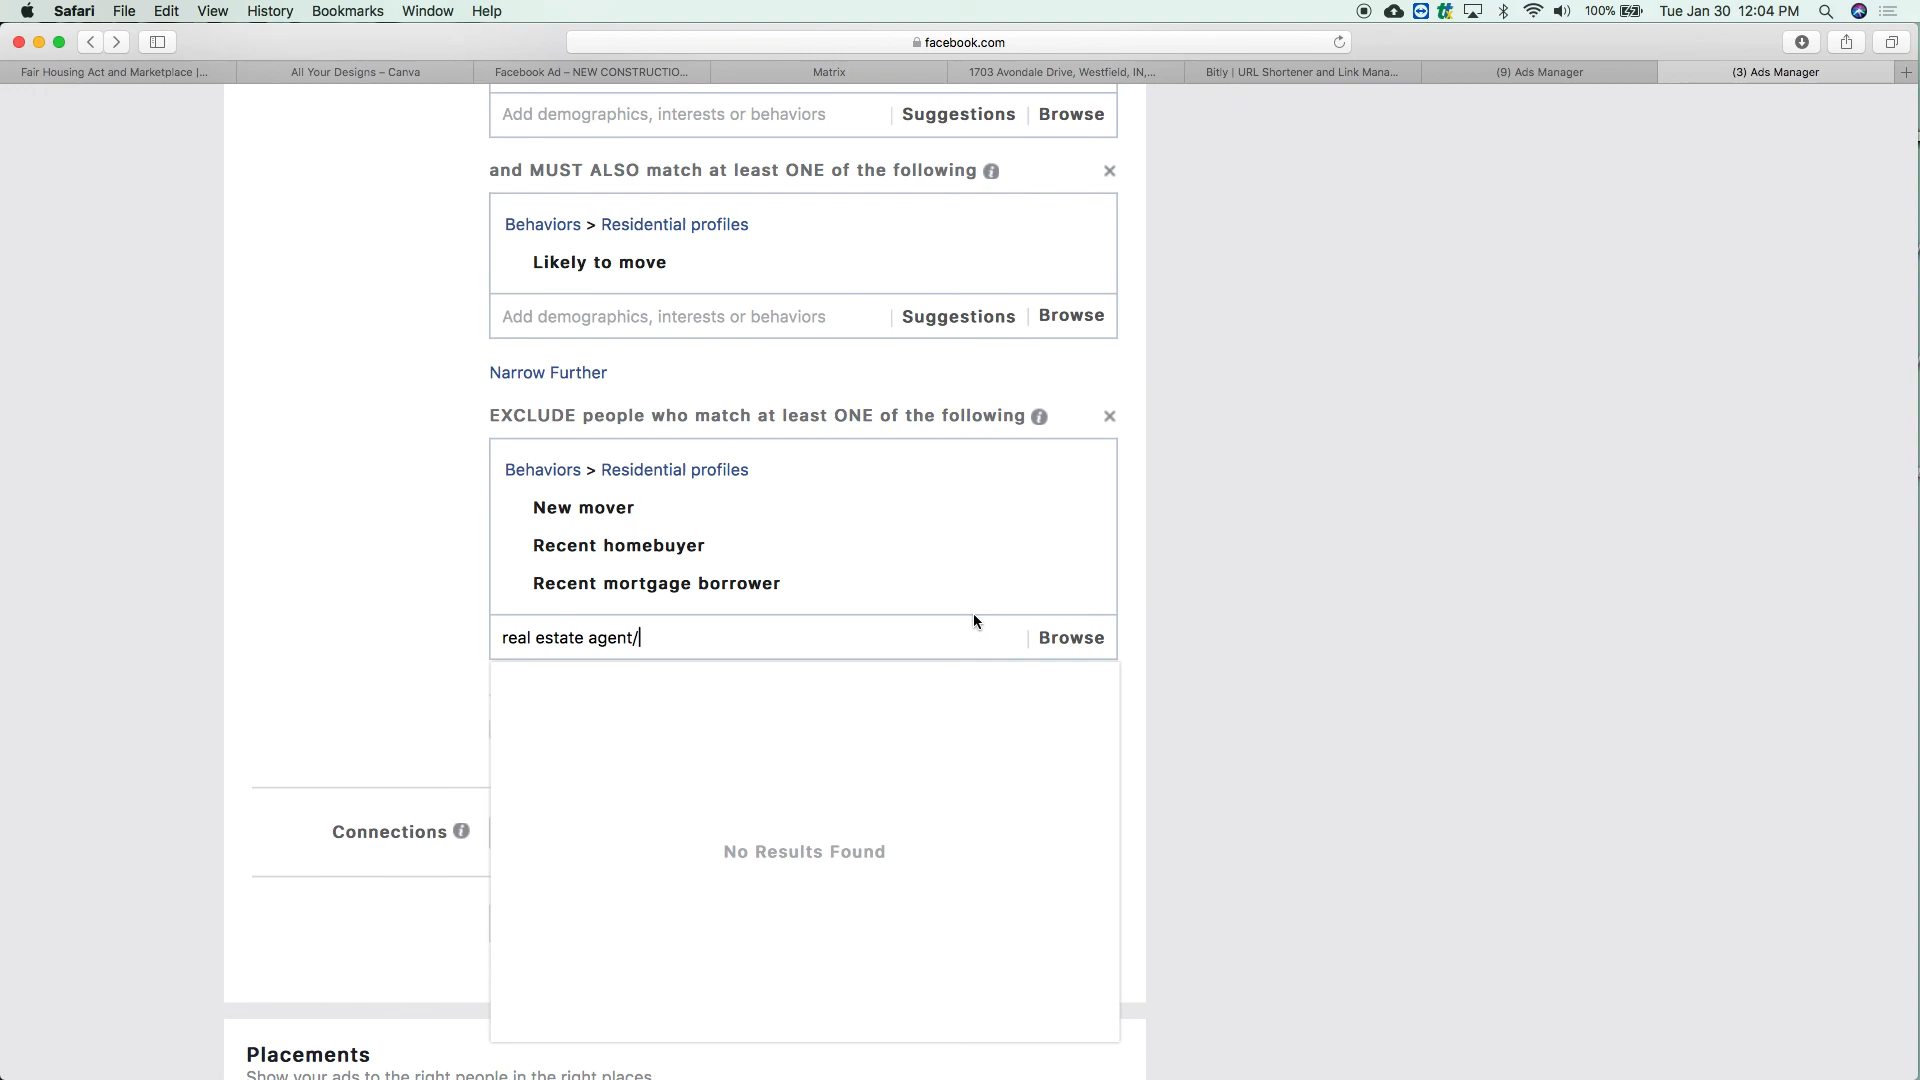 Safari File Edit View History Bookmarks Window Help 100% Tue Jan 30 12:04 PM
facebook.com
Fair Housing Act and Marketplace |... All Your Designs – Canva Facebook Ad – NEW CONSTRUCTIO... Matrix 1703 Avondale Drive, Westfield, IN,... Bitly | URL Shortener and Link Mana... (9) Ads Manager (3) Ads Manager
Add demographics, interests or behaviors | Suggestions | Browse
and MUST ALSO match at least ONE of the following
Behaviors > Residential profiles
Likely to move
Add demographics, interests or behaviors | Suggestions | Browse
Narrow Further
EXCLUDE people who match at least ONE of the following
Behaviors > Residential profiles
New mover
Recent homebuyer
Recent mortgage borrower
real estate agent/ | Browse
Connections
No Results Found
Placements
Show your ads to the right people in the right places.